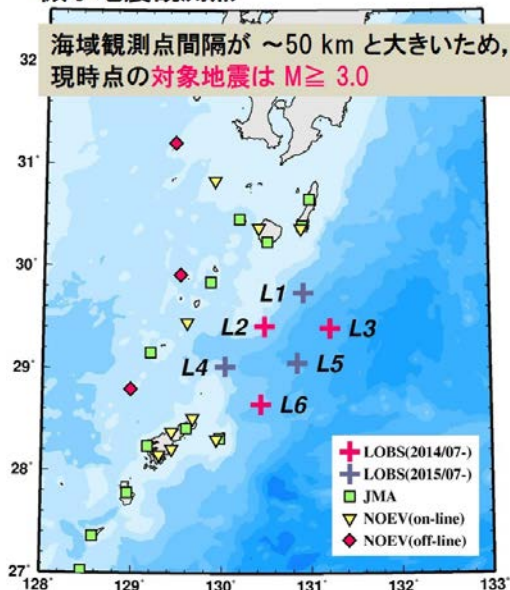 海域観測点間隔が ～50 km と大きいため，
現時点の対象地震は M≧ 3.0
32
31°
30°
29°
28°
27°
128°
129°
130°
131°
132°
133°
L1
L2
L3
L4
L5
L6
LOBS(2014/07-)
LOBS(2015/07-)
JMA
NOEV(on-line)
NOEV(off-line)